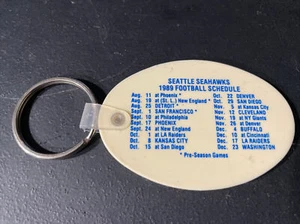 SEATTLE SEAHAWKS
1989 FOOTBALL SCHEDULE
Aug. 11 at Phoenix *
Aug. 19 at (St. L.) New England *
Aug. 25 at DETROIT *
Sept. 1 SAN FRANCISCO *
Sept. 10 at Philadelphia
Sept. 17 PHOENIX
Sept. 24 at New England
Oct. 1 at LA Raiders
Oct. 8 KANSAS CITY
Oct. 15 at San Diego
Oct. 22 DENVER
Oct. 29 SAN DIEGO
Nov. 5 at Kansas City
Nov. 12 CLEVELAND
Nov. 19 at NY Giants
Nov. 26 at Denver
Dec. 4 BUFFALO
Dec. 10 at Cincinnati
Dec. 17 LA RAIDERS
Dec. 23 WASHINGTON
* Pre-Season Games